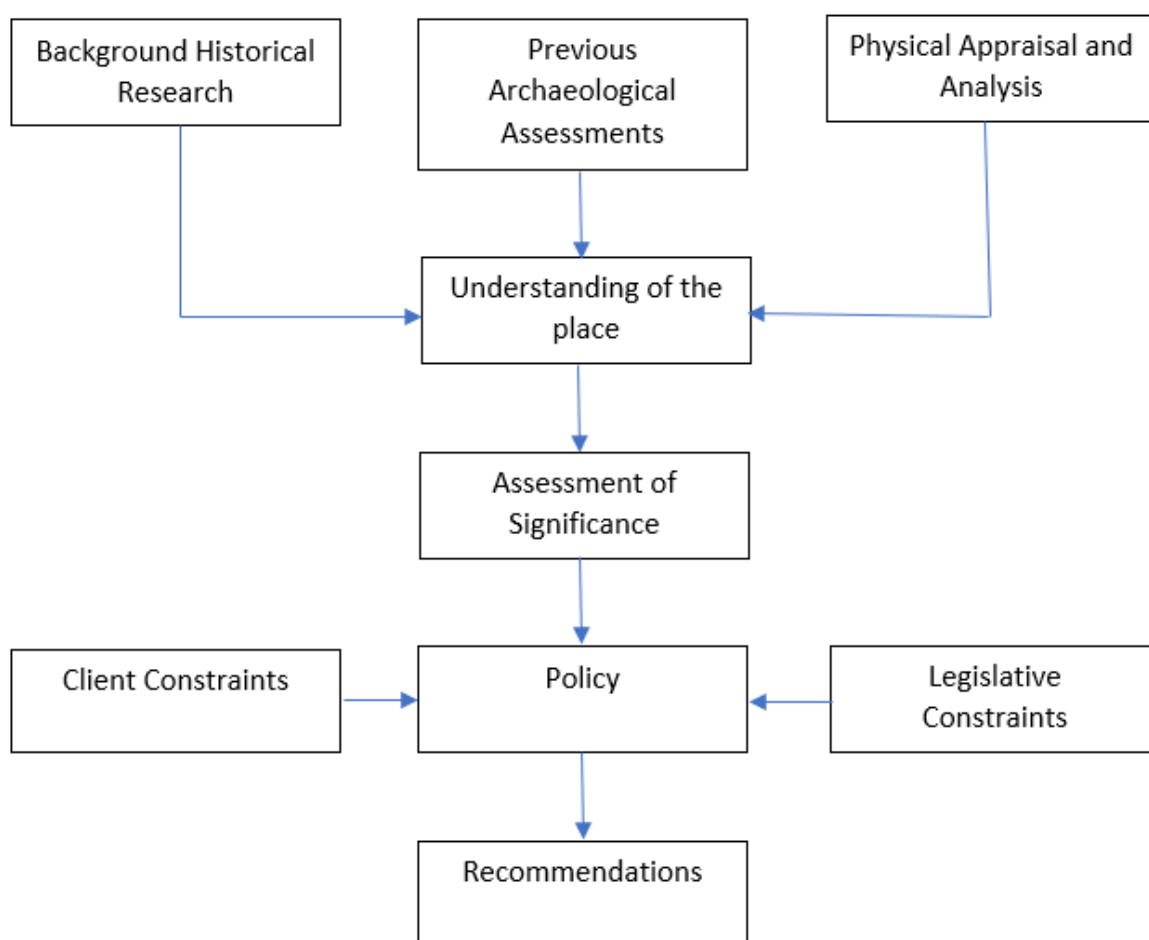 Background Historical
Research
Previous
Archaeological
Assessments
Physical Appraisal and
Analysis
Understanding of the
place
Assessment of
Significance
Client Constraints
Policy
Legislative
Constraints
Recommendations